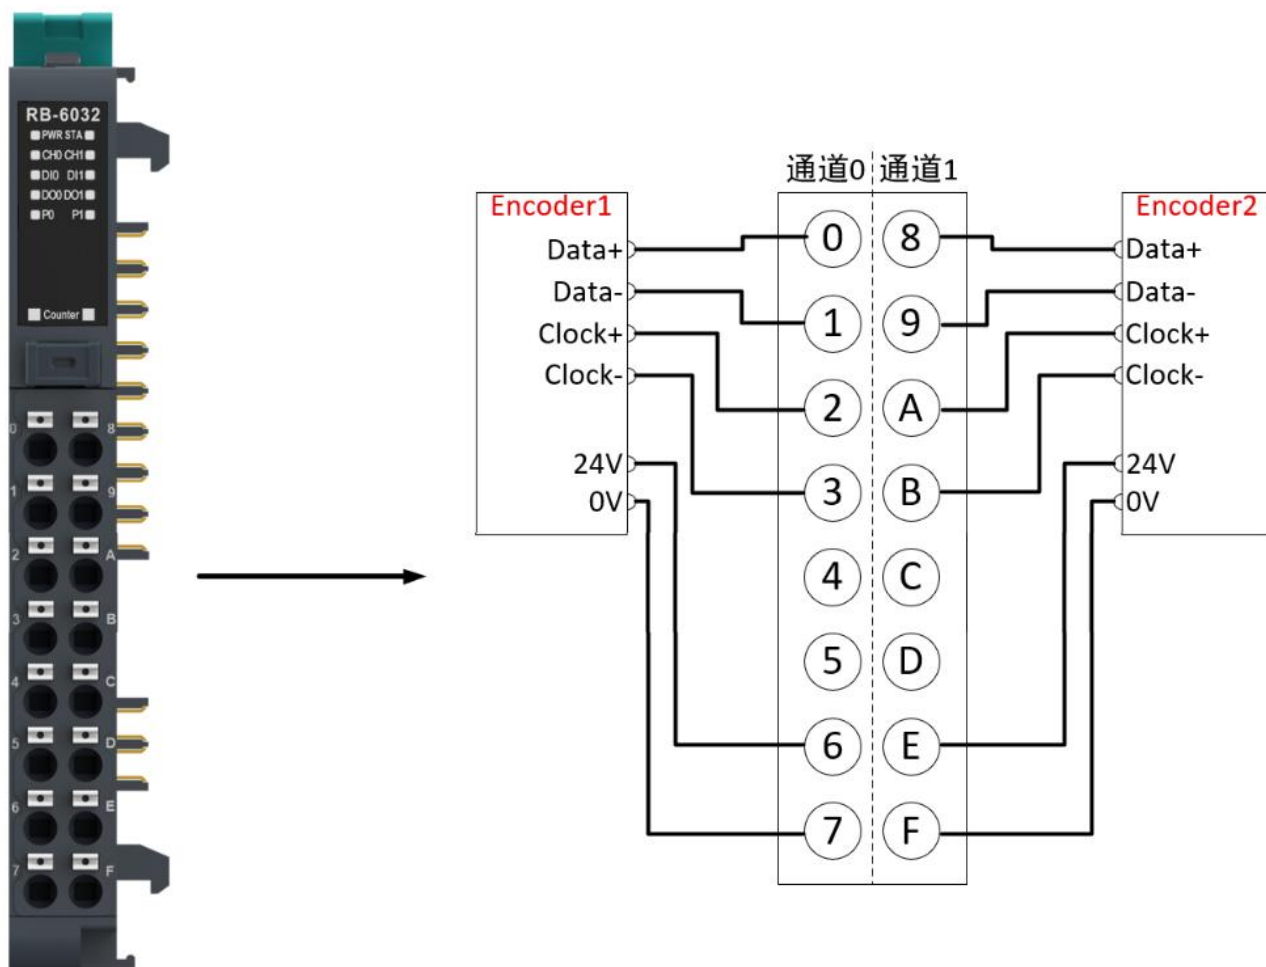 RB-6032
PWR STA
CH0 CH1
DI0 DI1
DO0 DO1
P0 P1
Counter
0 8
1 9
2 A
3 B
4 C
5 D
6 E
7 F
通道0 通道1
Encoder1
Data+
Data-
Clock+
Clock-
24V
0V
0 8
1 9
2 A
3 B
4 C
5 D
6 E
7 F
Encoder2
Data+
Data-
Clock+
Clock-
24V
0V